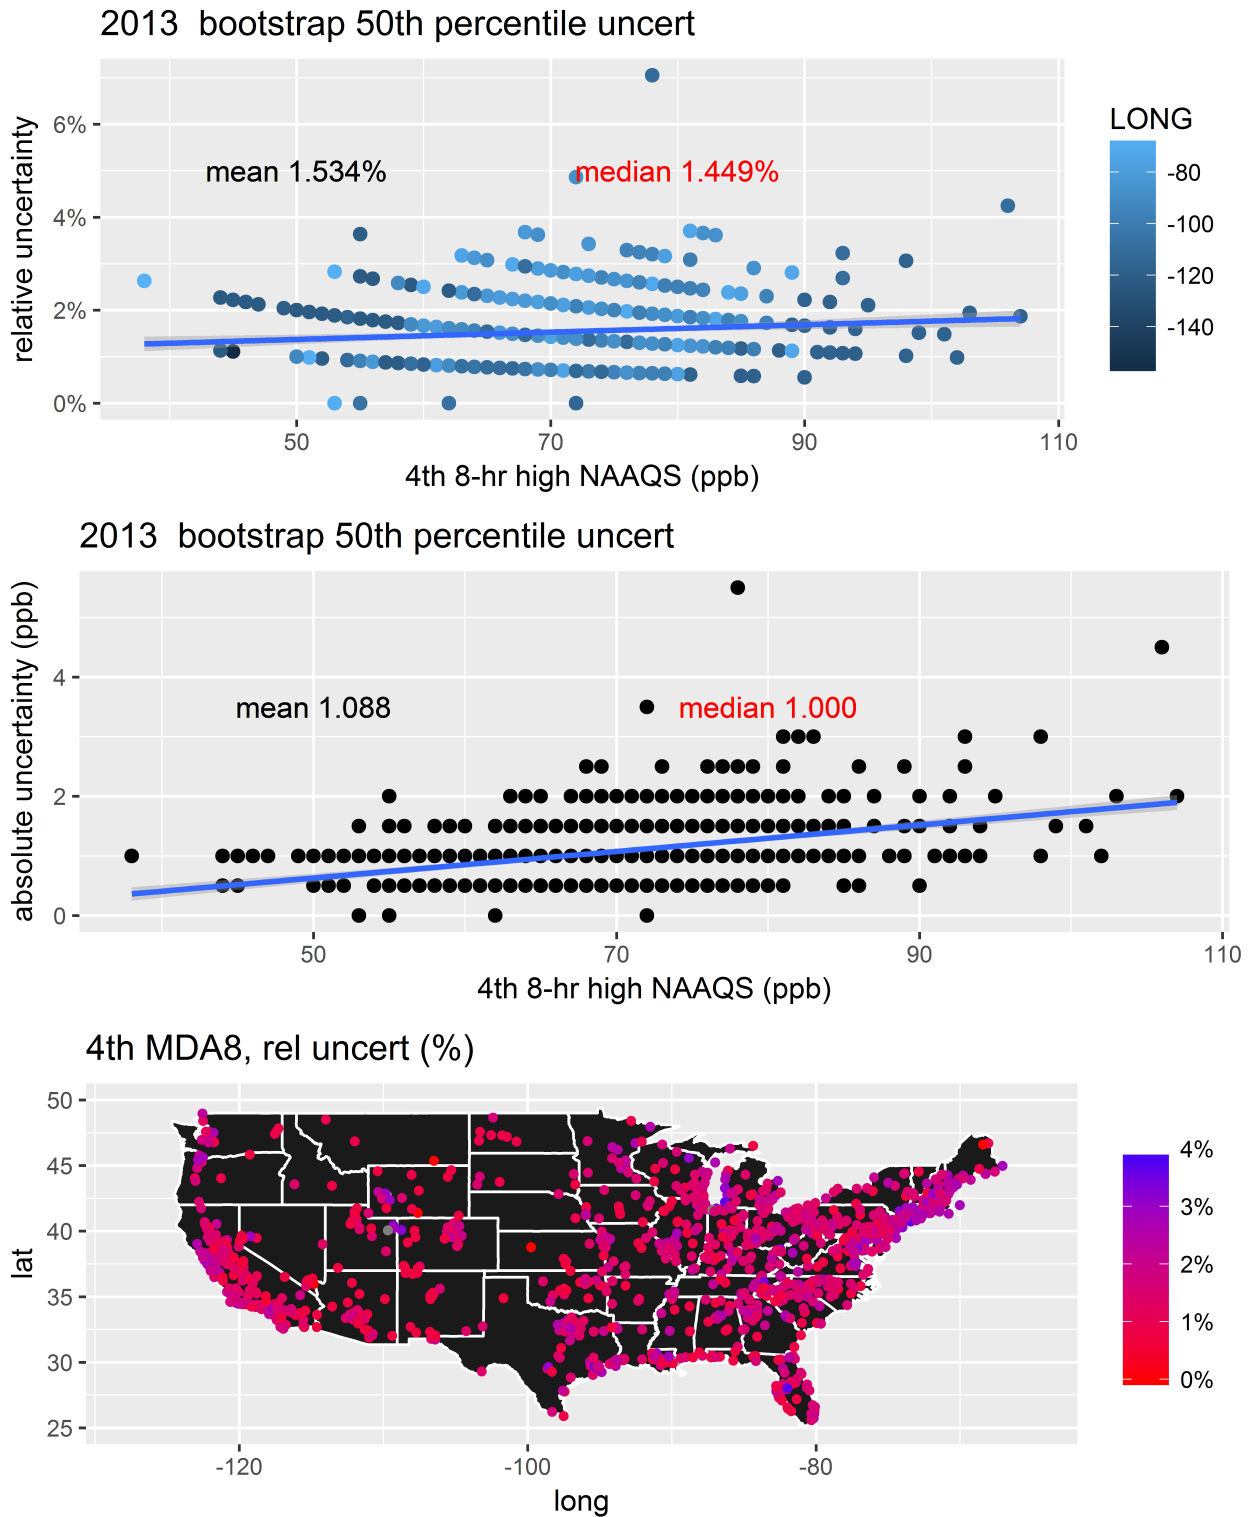 2013  bootstrap 50th percentile uncert
relative uncertainty
6%
4%
2%
0%
mean 1.534%
median 1.449%
50
70
90
110
4th 8-hr high NAAQS (ppb)
LONG
-80
-100
-120
-140
2013  bootstrap 50th percentile uncert
absolute uncertainty (ppb)
4
2
0
mean 1.088
median 1.000
50
70
90
110
4th 8-hr high NAAQS (ppb)
4th MDA8, rel uncert (%)
lat
50
45
40
35
30
25
-120
-100
-80
long
4%
3%
2%
1%
0%